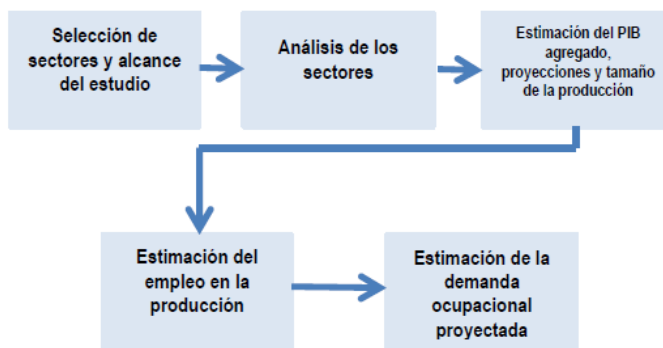 Selección de
sectores y alcance
del estudio
Análisis de los
sectores
Estimación del PIB
agregado,
proyecciones y tamaño
de la producción
Estimación del
empleo en la
producción
Estimación de la
demanda
ocupacional
proyectada